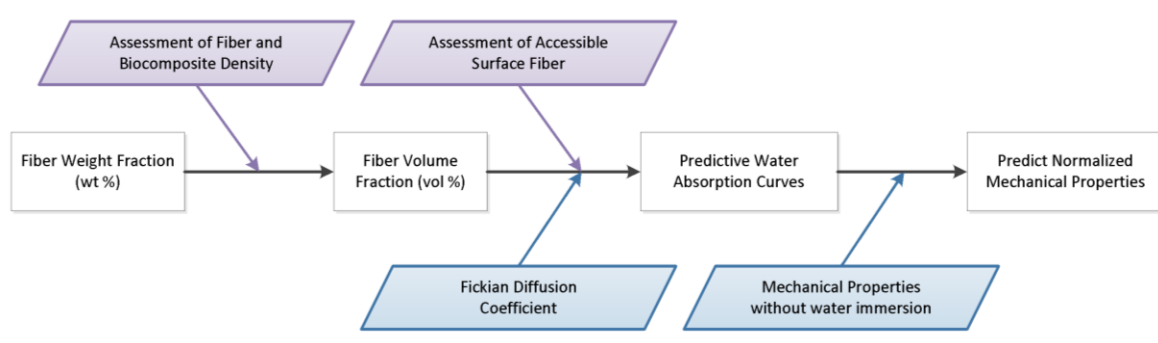 Assessment of Fiber and
Biocomposite Density
Assessment of Accessible
Surface Fiber
Fiber Weight Fraction
(wt %)
Fiber Volume
Fraction (vol %)
Predictive Water
Absorption Curves
Predict Normalized
Mechanical Properties
Fickian Diffusion
Coefficient
Mechanical Properties
without water immersion